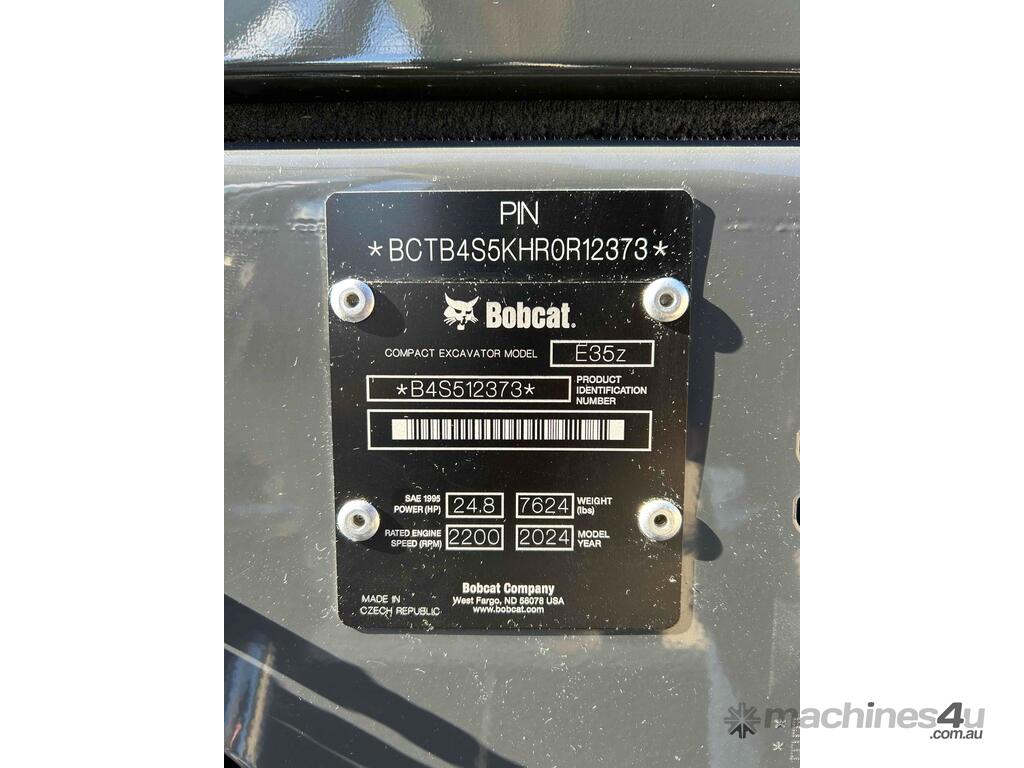 PIN
*BCTB4S5KHR0R12373*
Bobcat.
COMPACT EXCAVATOR MODEL E35z
*B4S512373* PRODUCT
IDENTIFICATION
NUMBER
SAE 1995
POWER (HP) 24.8 7624 WEIGHT
(lbs)
RATED ENGINE
SPEED (RPM) 2200 2024 MODEL
YEAR
Bobcat Company
West Fargo, ND 58078 USA
www.bobcat.com
MADE IN
CZECH REPUBLIC
machines4u
.com.au